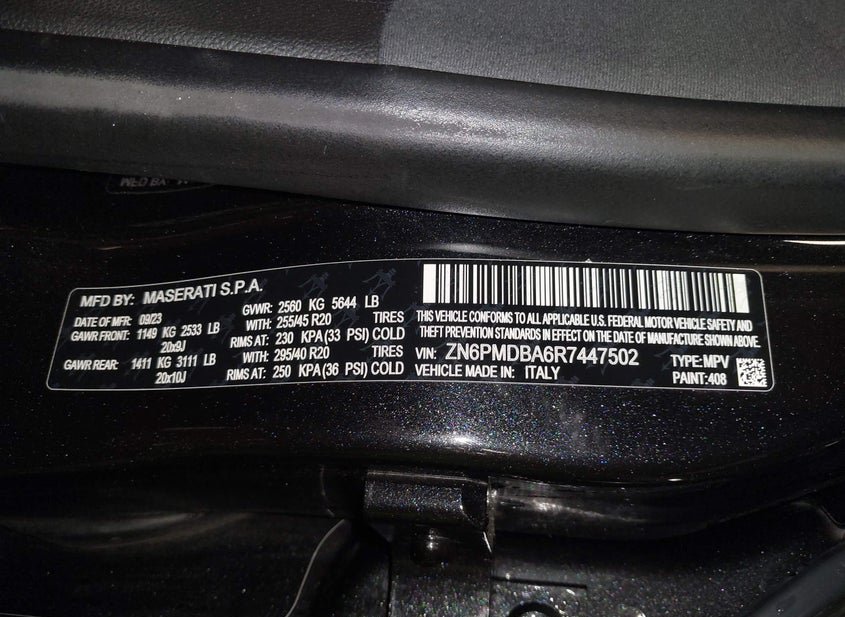 MFD BY: MASERATI S.P.A.
DATE OF MFR: 09/23 GVWR: 2560 KG 5644 LB
GAWR FRONT: 1149 KG 2533 LB WITH: 255/45 R20 TIRES
20x9J RIMS AT: 230 KPA (33 PSI) COLD
GAWR REAR: 1411 KG 3111 LB WITH: 295/40 R20 TIRES
20x10J RIMS AT: 250 KPA (36 PSI) COLD
THIS VEHICLE CONFORMS TO ALL APPLICABLE U.S. FEDERAL MOTOR VEHICLE SAFETY AND
THEFT PREVENTION STANDARDS IN EFFECT ON THE DATE OF MANUFACTURE SHOWN ABOVE.
VIN: ZN6PMDBA6R7447502 TYPE: MPV
VEHICLE MADE IN: ITALY PAINT: 408